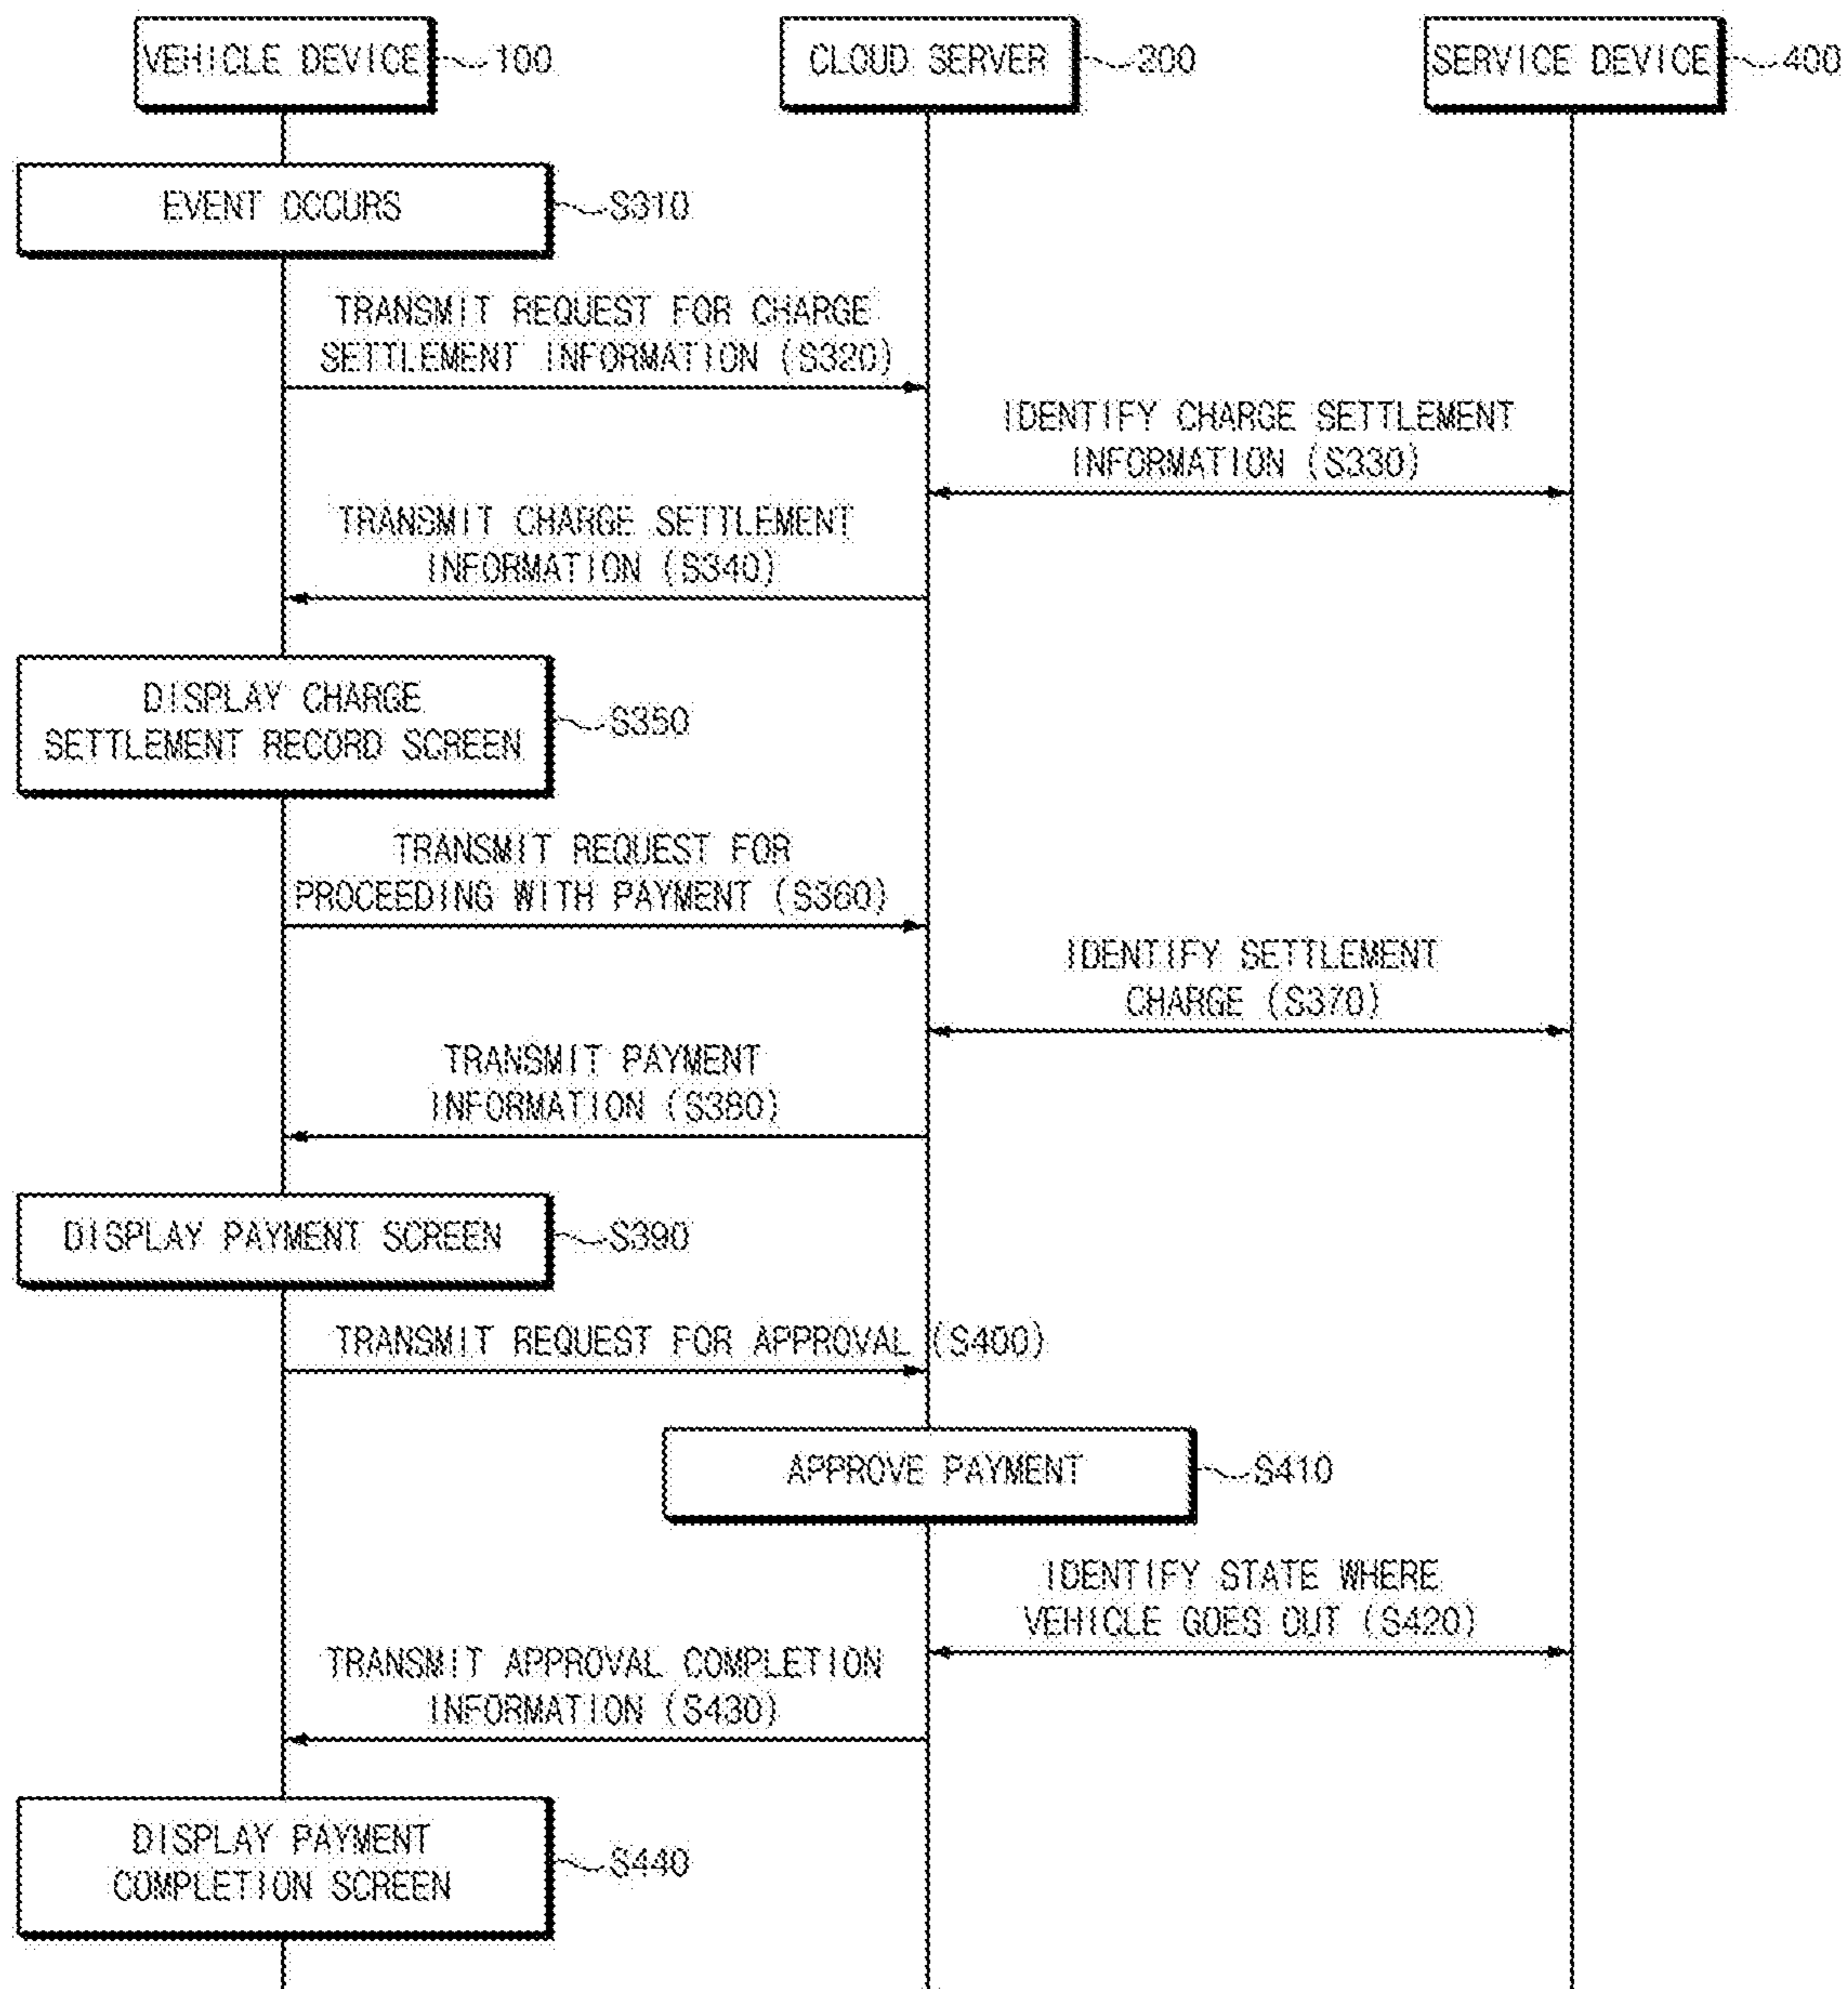 VEHICLE DEVICE 100
CLOUD SERVER 200
SERVICE DEVICE 400
EVENT OCCURS S310
TRANSMIT REQUEST FOR CHARGE
SETTLEMENT INFORMATION (S320)
IDENTIFY CHARGE SETTLEMENT
INFORMATION (S330)
TRANSMIT CHARGE SETTLEMENT
INFORMATION (S340)
DISPLAY CHARGE
SETTLEMENT RECORD SCREEN
S350
TRANSMIT REQUEST FOR
PROCEEDING WITH PAYMENT (S360)
IDENTIFY SETTLEMENT
CHARGE (S370)
TRANSMIT PAYMENT
INFORMATION (S380)
DISPLAY PAYMENT SCREEN S390
TRANSMIT REQUEST FOR APPROVAL (S400)
APPROVE PAYMENT S410
IDENTIFY STATE WHERE
VEHICLE GOES OUT (S420)
TRANSMIT APPROVAL COMPLETION
INFORMATION (S430)
DISPLAY PAYMENT
COMPLETION SCREEN
S440